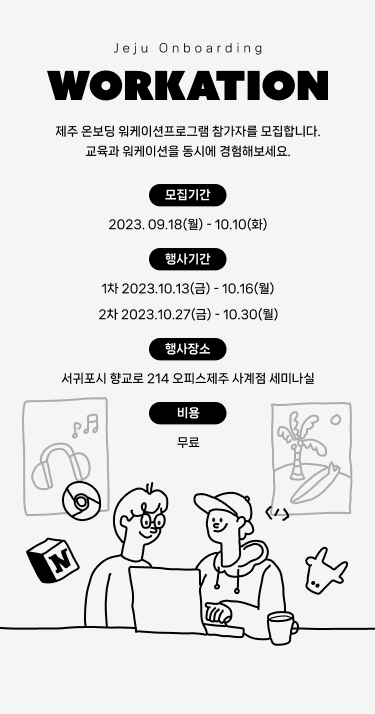 Jeju Onboarding
WORKATION
제주 온보딩 워케이션프로그램 참가자를 모집합니다.
교육과 워케이션을 동시에 경험해보세요.
모집기간
2023. 09.18(월) - 10.10(화)
행사기간
1차 2023.10.13(금) - 10.16(월)
2차 2023.10.27(금) - 10.30(월)
행사장소
서귀포시 향교로 214 오피스제주 사계점 세미나실
비용
무료
</>
N